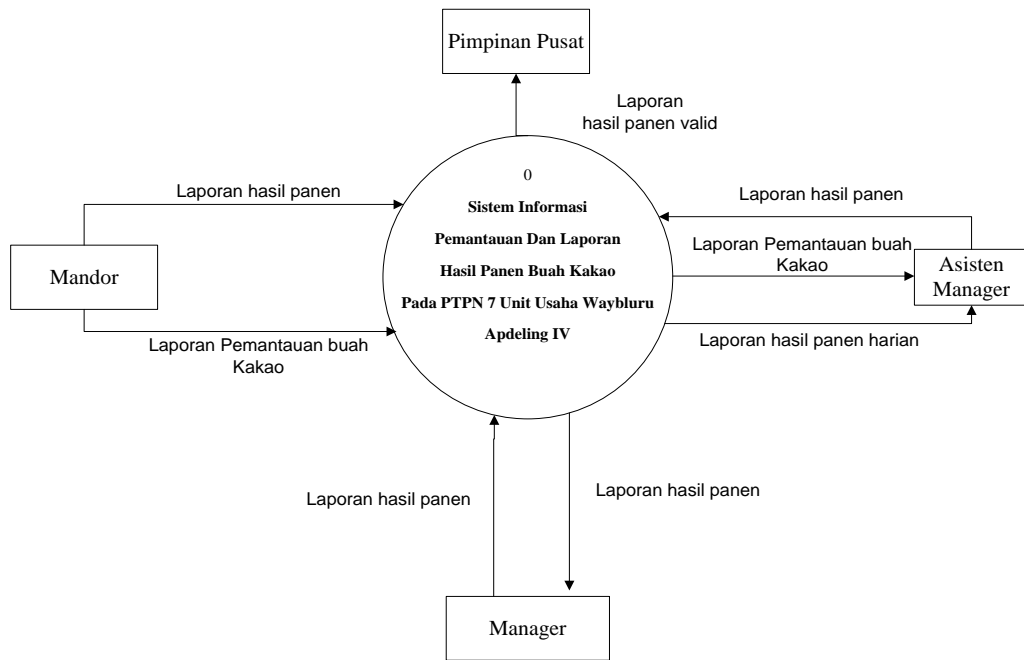 Pimpinan Pusat
Laporan
hasil panen valid
0
Sistem Informasi
Pemantauan Dan Laporan
Hasil Panen Buah Kakao
Pada PTPN 7 Unit Usaha Waybluru
Apdeling IV
Laporan hasil panen
Mandor
Laporan Pemantauan buah
Kakao
Laporan hasil panen
Laporan Pemantauan buah
Kakao
Asisten
Manager
Laporan hasil panen harian
Laporan hasil panen
Laporan hasil panen
Manager